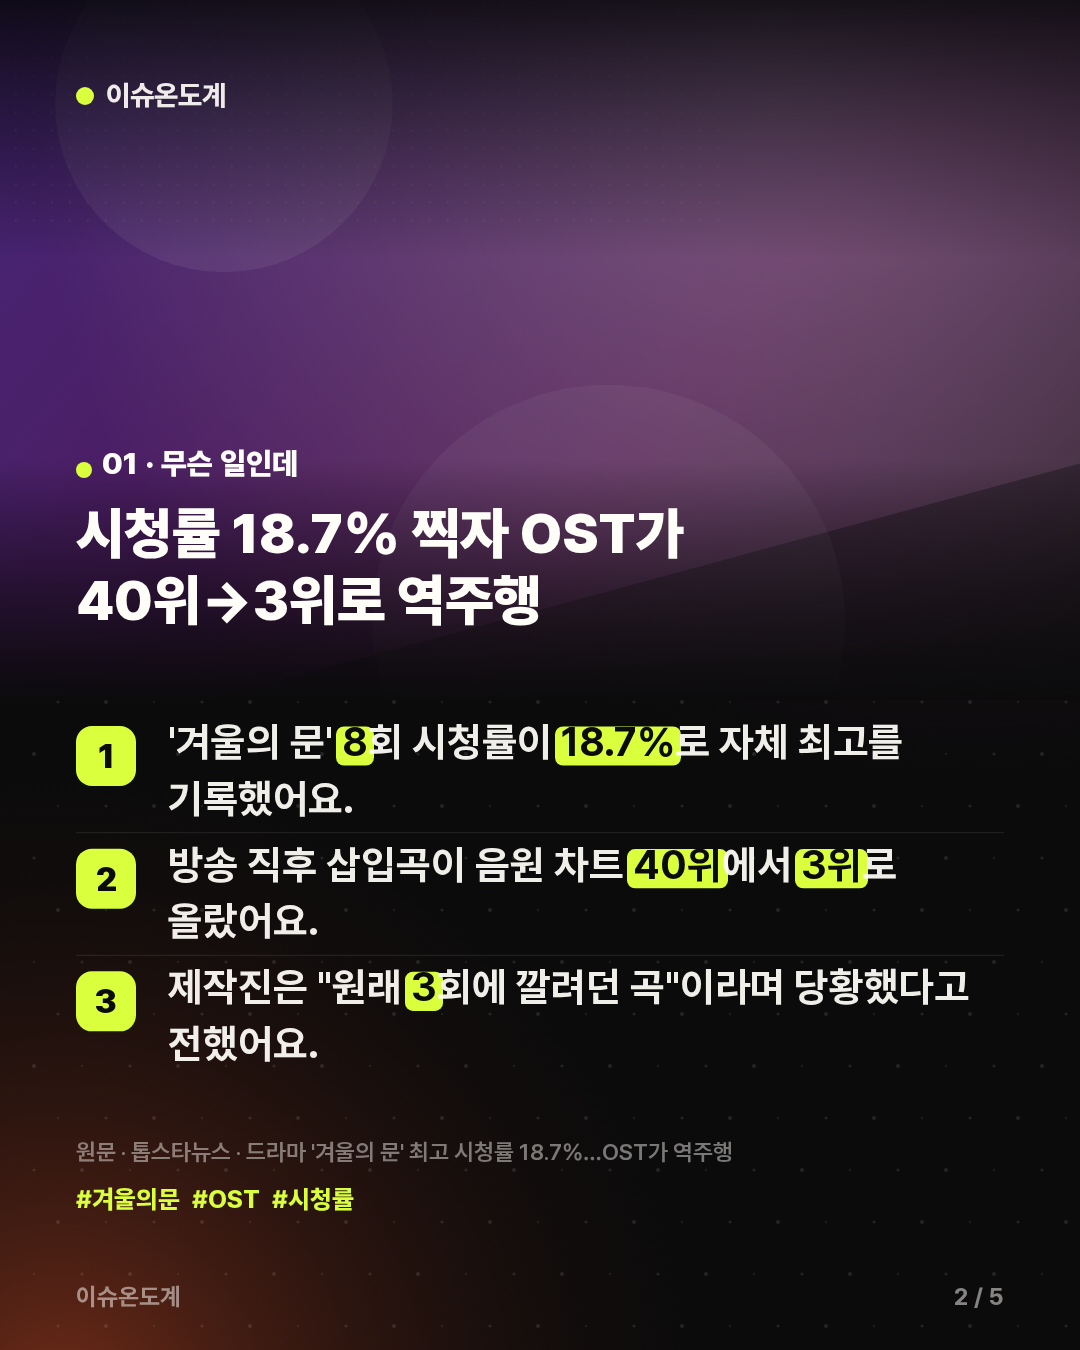 이슈온도계
01 · 무슨 일인데
시청률 18.7% 찍자 OST가
40위→3위로 역주행
1
'겨울의 문' 8회 시청률이 18.7%로 자체 최고를
기록했어요.
2
방송 직후 삽입곡이 음원 차트 40위에서 3위로
올랐어요.
3
제작진은 "원래 3회에 깔려던 곡"이라며 당황했다고
전했어요.
원문 · 톱스타뉴스 · 드라마 '겨울의 문' 최고 시청률 18.7%…OST가 역주행
#겨울의문 #OST #시청률
이슈온도계
2 / 5